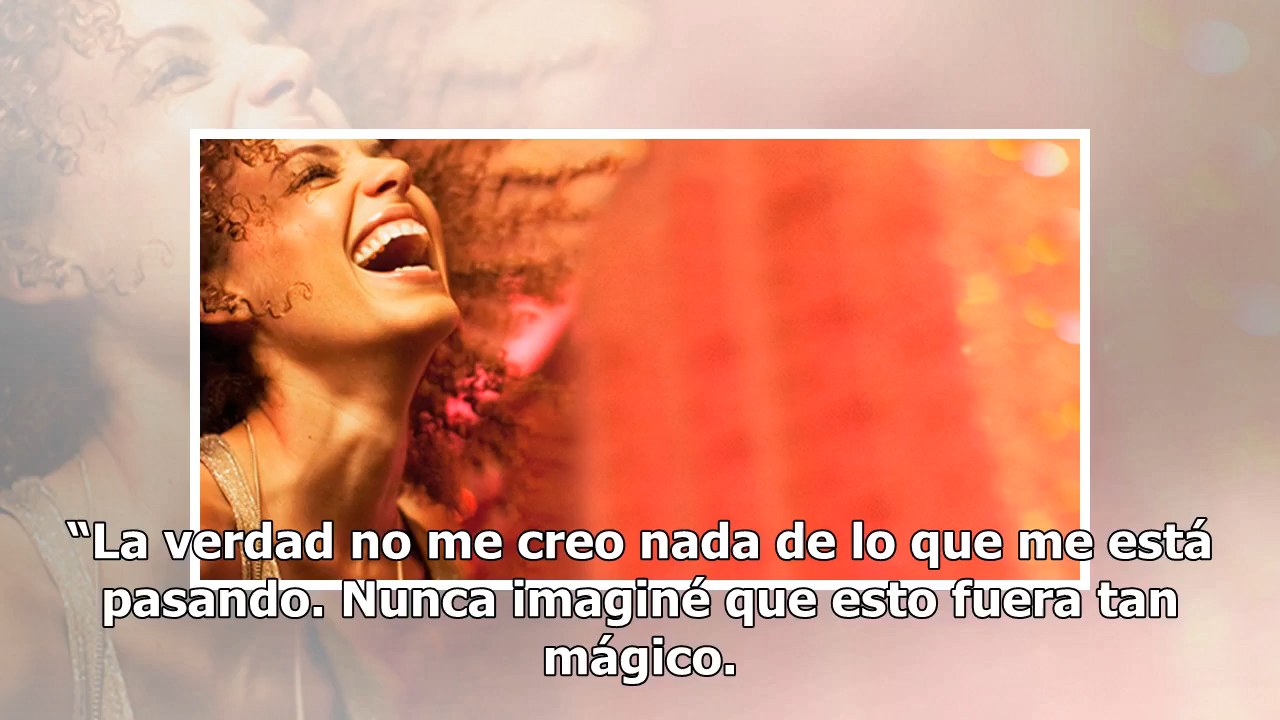 “La verdad no me creo nada de lo que me está
pasando. Nunca imaginé que esto fuera tan
mágico.